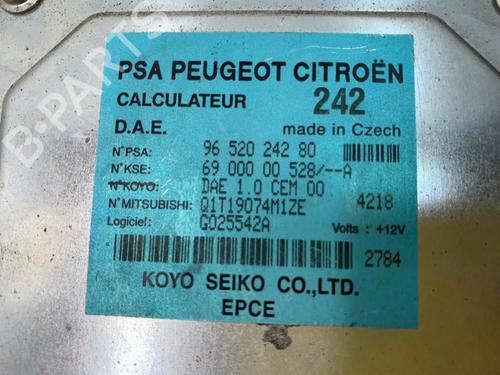 B-PARTS
PSA PEUGEOT CITROËN
CALCULATEUR 242
D.A.E. made in Czech
N°PSA: 96 520 242 80
N°KSE: 69 000 00 528/--A
N°KOYO: DAE 1.0 CEM 00
N°MITSUBISHI: Q1T19074M1ZE 4218
Logiciel: G025542A Volts : +12V
2784
KOYO SEIKO CO.,LTD.
EPCE